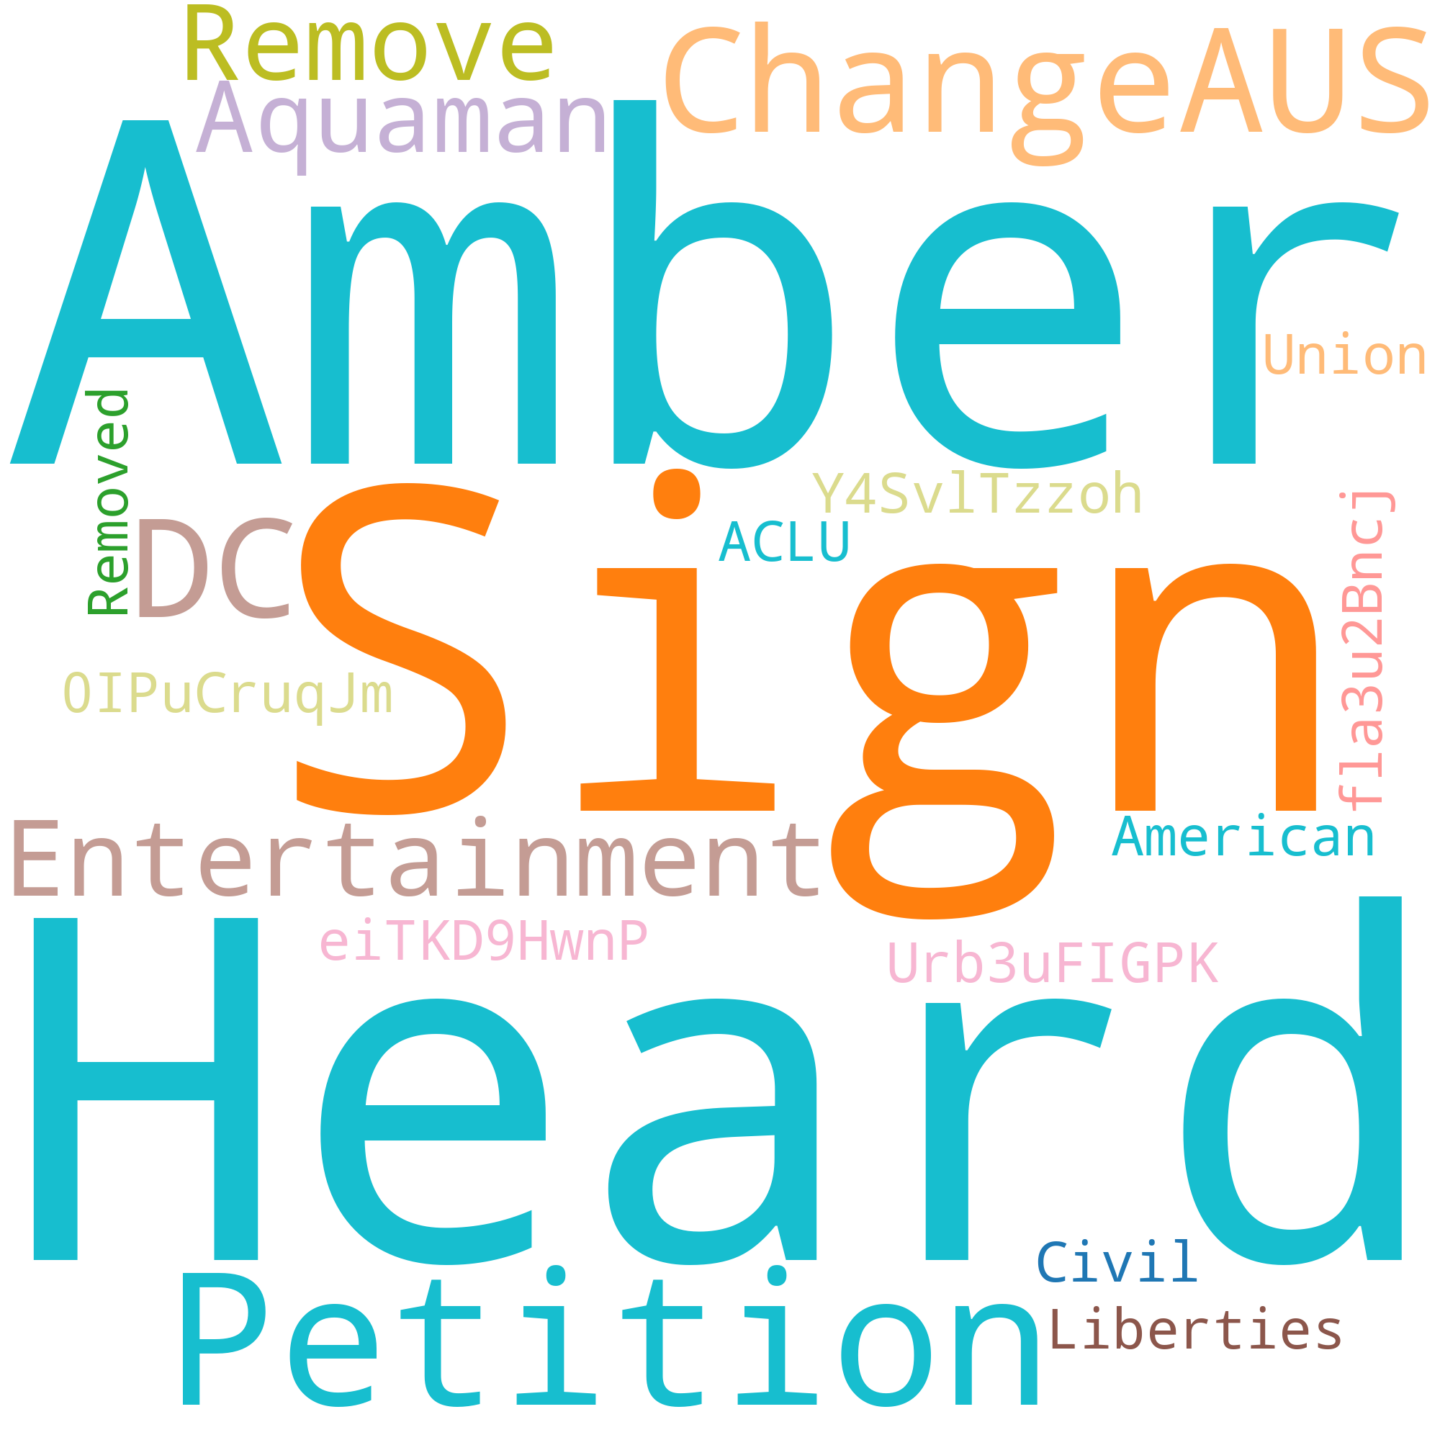 Remove
ChangeAUS
Aquaman
Amber
Union
Removed
Y4SvlTzzoh
ACLU
DC
Sign
fla3u2Bncj
0IPuCruqJm
Entertainment
American
eiTKD9HwnP
Urb3uFIGPK
Heard
Civil
Petition
Liberties